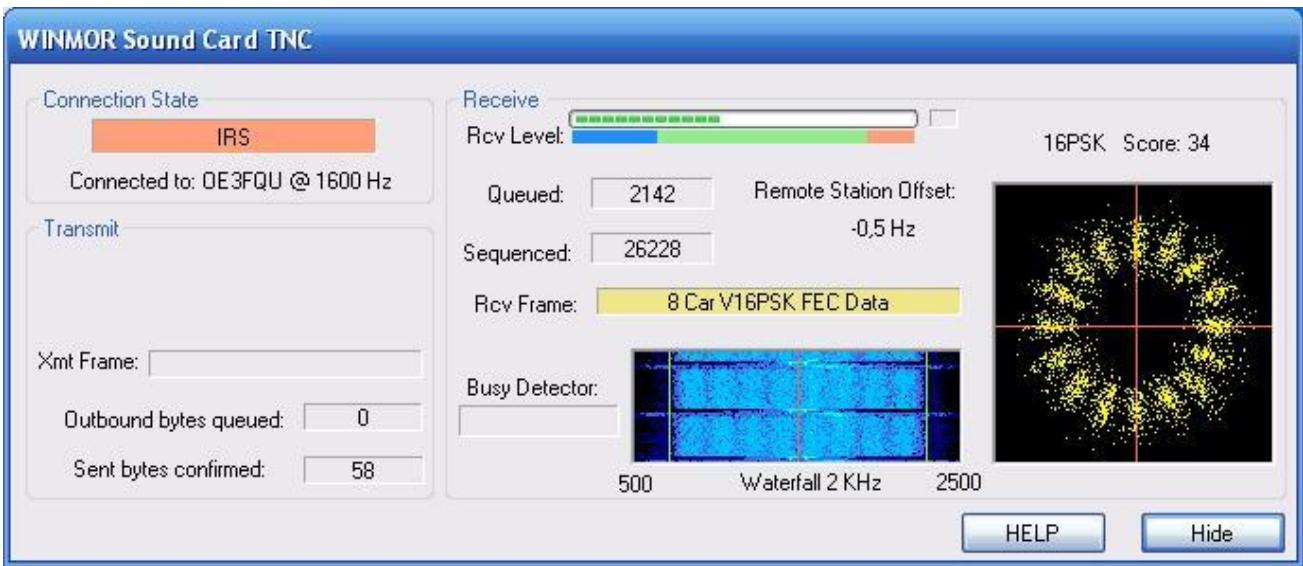 WINMOR Sound Card TNC
Connection State
IRS
Connected to: OE3FQU @ 1600 Hz
Transmit
Xmt Frame:
Outbound bytes queued: 0
Sent bytes confirmed: 58
Receive
Rcv Level:
16PSK Score: 34
Queued: 2142
Remote Station Offset:
-0,5 Hz
Sequenced: 26228
Rcv Frame: 8 Car V16PSK FEC Data
Busy Detector:
500 Waterfall 2 KHz 2500
HELP Hide